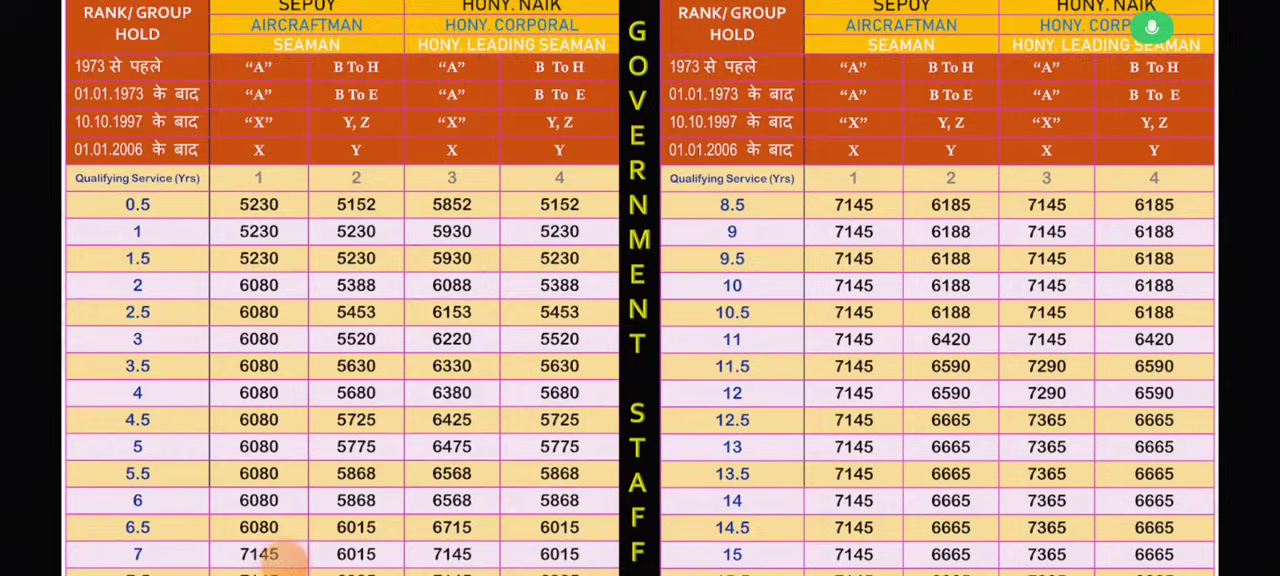 RANK/ GROUP HOLD SEPOY HONY. NAIK
AIRCRAFTMAN HONY. CORPORAL
SEAMAN HONY. LEADING SEAMAN
1973 से पहले “A” B To H “A” B To H
01.01.1973 के बाद “A” B To E “A” B To E
10.10.1997 के बाद “X” Y, Z “X” Y, Z
01.01.2006 के बाद X Y X Y
Qualifying Service (Yrs) 1 2 3 4
0.5 5230 5152 5852 5152
1 5230 5230 5930 5230
1.5 5230 5230 5930 5230
2 6080 5388 6088 5388
2.5 6080 5453 6153 5453
3 6080 5520 6220 5520
3.5 6080 5630 6330 5630
4 6080 5680 6380 5680
4.5 6080 5725 6425 5725
5 6080 5775 6475 5775
5.5 6080 5868 6568 5868
6 6080 5868 6568 5868
6.5 6080 6015 6715 6015
7 7145 6015 7145 6015
GOVERNMENT STAFF
RANK/ GROUP HOLD SEPOY HONY. NAIK
AIRCRAFTMAN HONY.
SEAMAN HONY. LEADING SEAMAN
1973 से पहले “A” B To H “A” B To H
01.01.1973 के बाद “A” B To E “A” B To E
10.10.1997 के बाद “X” Y, Z “X” Y, Z
01.01.2006 के बाद X Y X Y
Qualifying Service (Yrs) 1 2 3 4
8.5 7145 6185 7145 6185
9 7145 6188 7145 6188
9.5 7145 6188 7145 6188
10 7145 6188 7145 6188
10.5 7145 6188 7145 6188
11 7145 6420 7145 6420
11.5 7145 6590 7290 6590
12 7145 6590 7290 6590
12.5 7145 6665 7365 6665
13 7145 6665 7365 6665
13.5 7145 6665 7365 6665
14 7145 6665 7365 6665
14.5 7145 6665 7365 6665
15 7145 6665 7365 6665